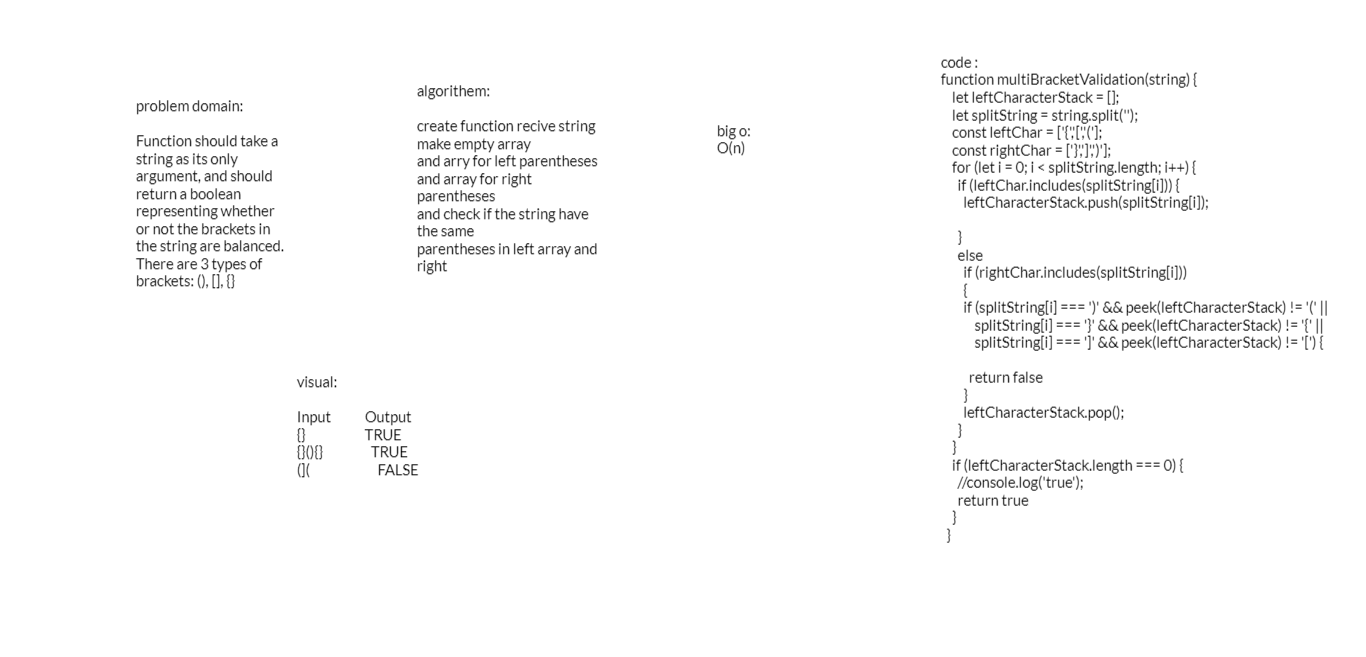 problem domain:
Function should take a
string as its only
argument, and should
return a boolean
representing whether
or not the brackets in
the string are balanced.
There are 3 types of
brackets: (), [], {}
algorithem:
create function recive string
make empty array
and arry for left parentheses
and array for right
parentheses
and check if the string have
the same
parentheses in left array and
right
big o:
O(n)
visual:
Input Output
{} TRUE
{}(){} TRUE
(]( FALSE
code :
function multiBracketValidation(string) {
let leftCharacterStack = [];
let splitString = string.split('');
const leftChar = ['{','[','('];
const rightChar = ['}',']',')'];
for (let i = 0; i < splitString.length; i++) {
if (leftChar.includes(splitString[i])) {
leftCharacterStack.push(splitString[i]);
}
else
if (rightChar.includes(splitString[i]))
{
if (splitString[i] === ')' && peek(leftCharacterStack) != '(' ||
splitString[i] === '}' && peek(leftCharacterStack) != '{' ||
splitString[i] === ']' && peek(leftCharacterStack) != '[') {
return false
}
leftCharacterStack.pop();
}
}
if (leftCharacterStack.length === 0) {
//console.log('true');
return true
}
}